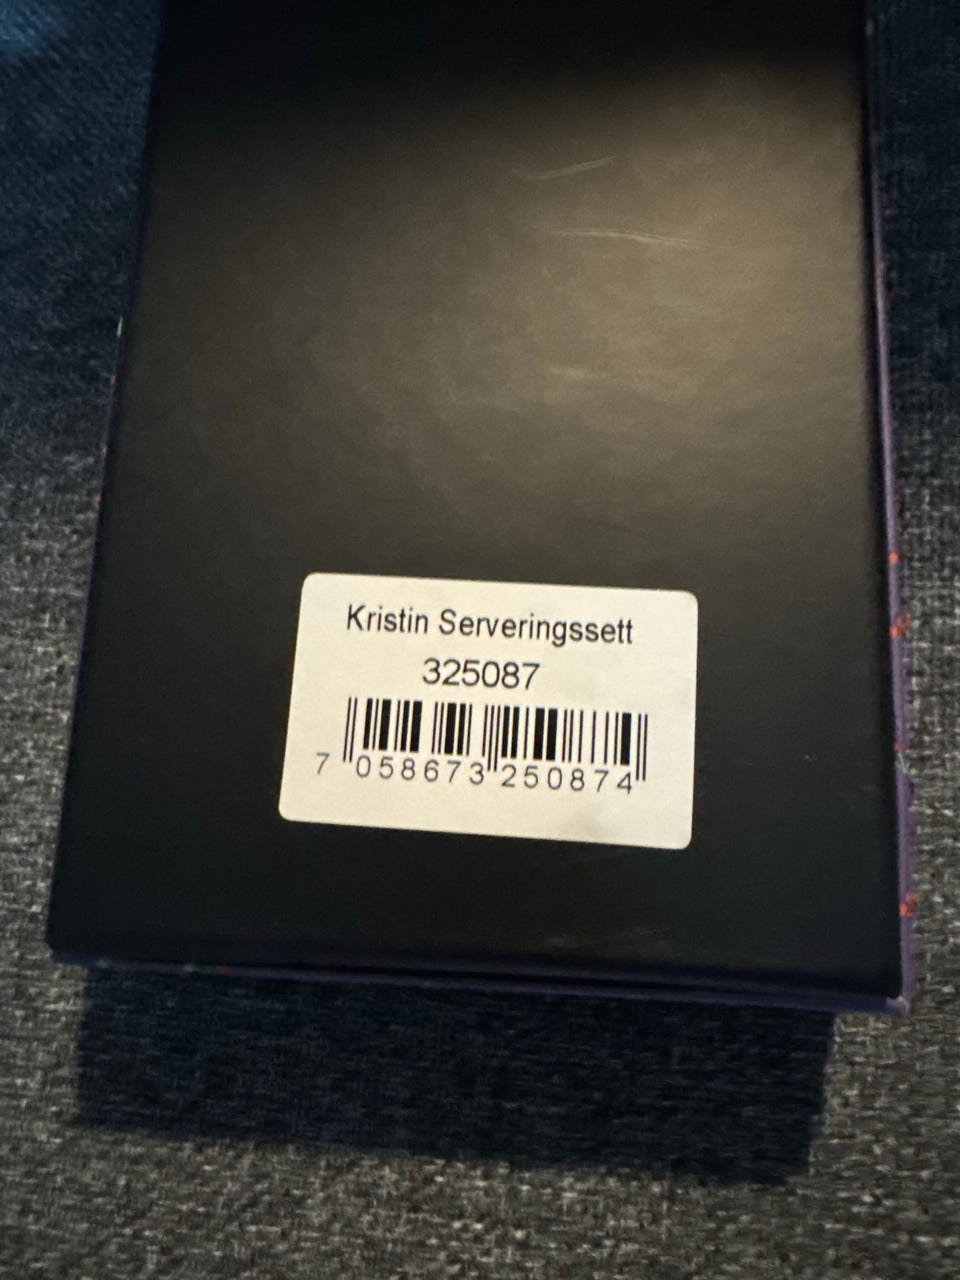 Kristin Serveringssett
325087
7 058673 250874